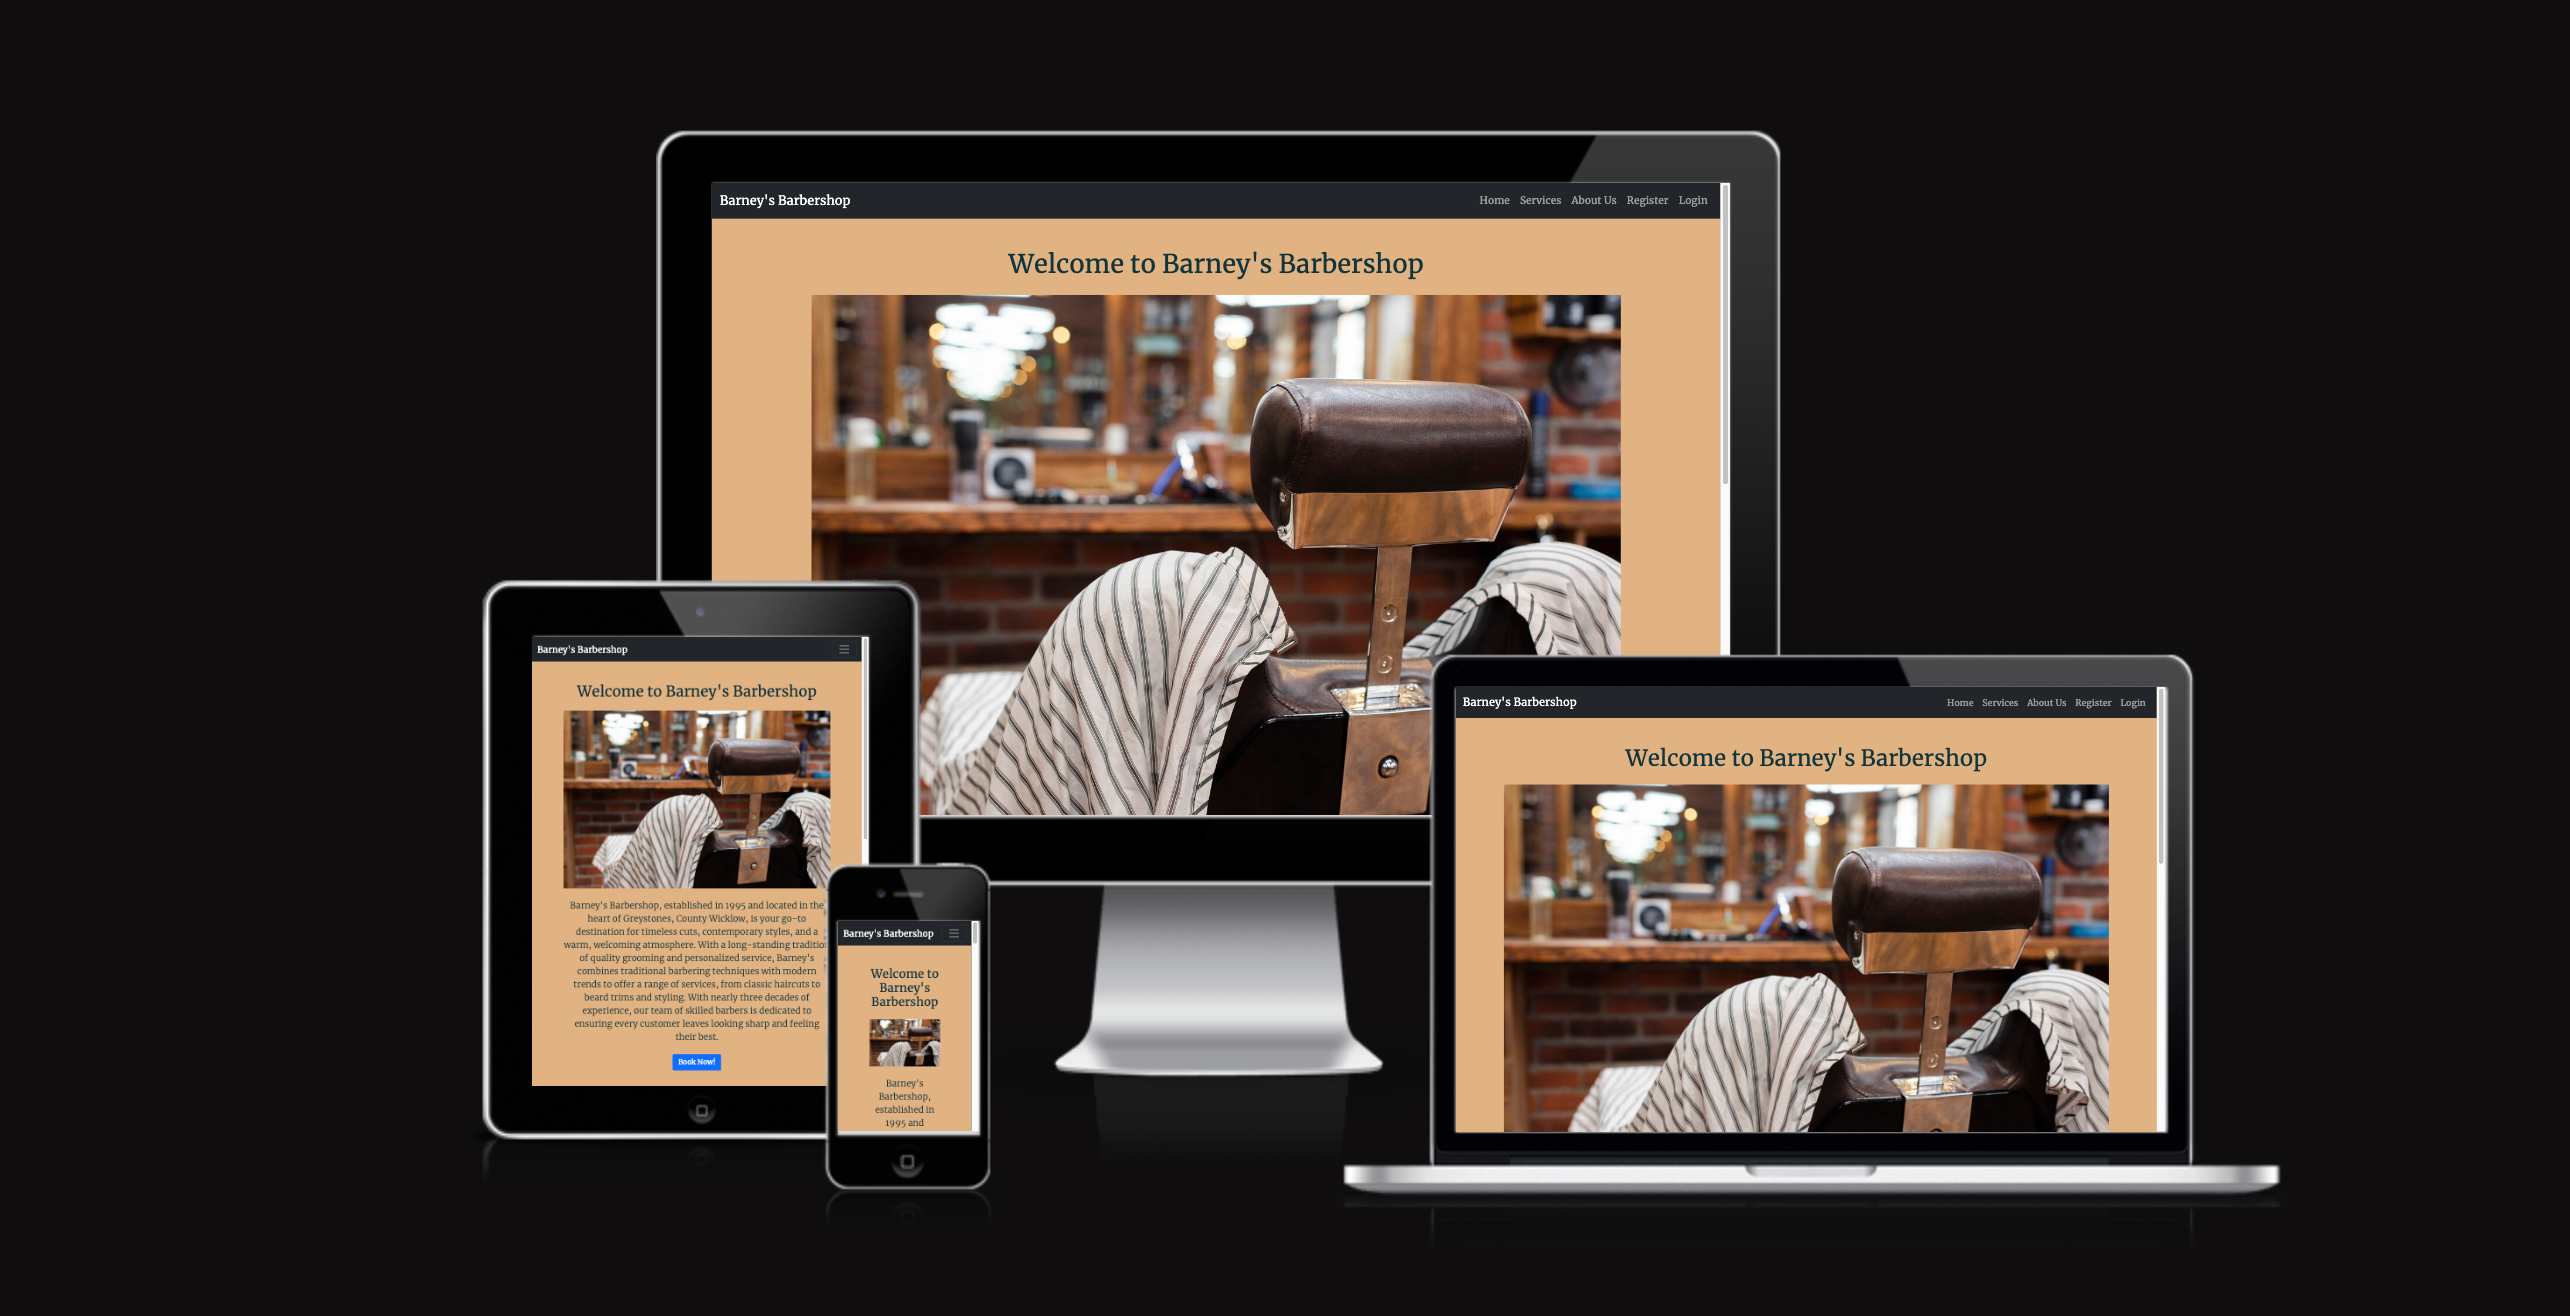 Barney's Barbershop
Home Services About Us Register Login
Welcome to Barney's Barbershop
Barney's Barbershop
Welcome to Barney's Barbershop
Barney's Barbershop, established in 1995 and located in the
heart of Greystones, County Wicklow, is your go-to
destination for timeless cuts, contemporary styles, and a
warm, welcoming atmosphere. With a long-standing tradition
of quality grooming and personalized service, Barney's
combines traditional barbering techniques with modern
trends to offer a range of services, from classic haircuts to
beard trims and styling. With nearly three decades of
experience, our team of skilled barbers is dedicated to
ensuring every customer leaves looking sharp and feeling
their best.
Book Now!
Barney's Barbershop
Welcome to
Barney's
Barbershop
Barney's
Barbershop,
established in
1995 and
Barney's Barbershop
Home Services About Us Register Login
Welcome to Barney's Barbershop